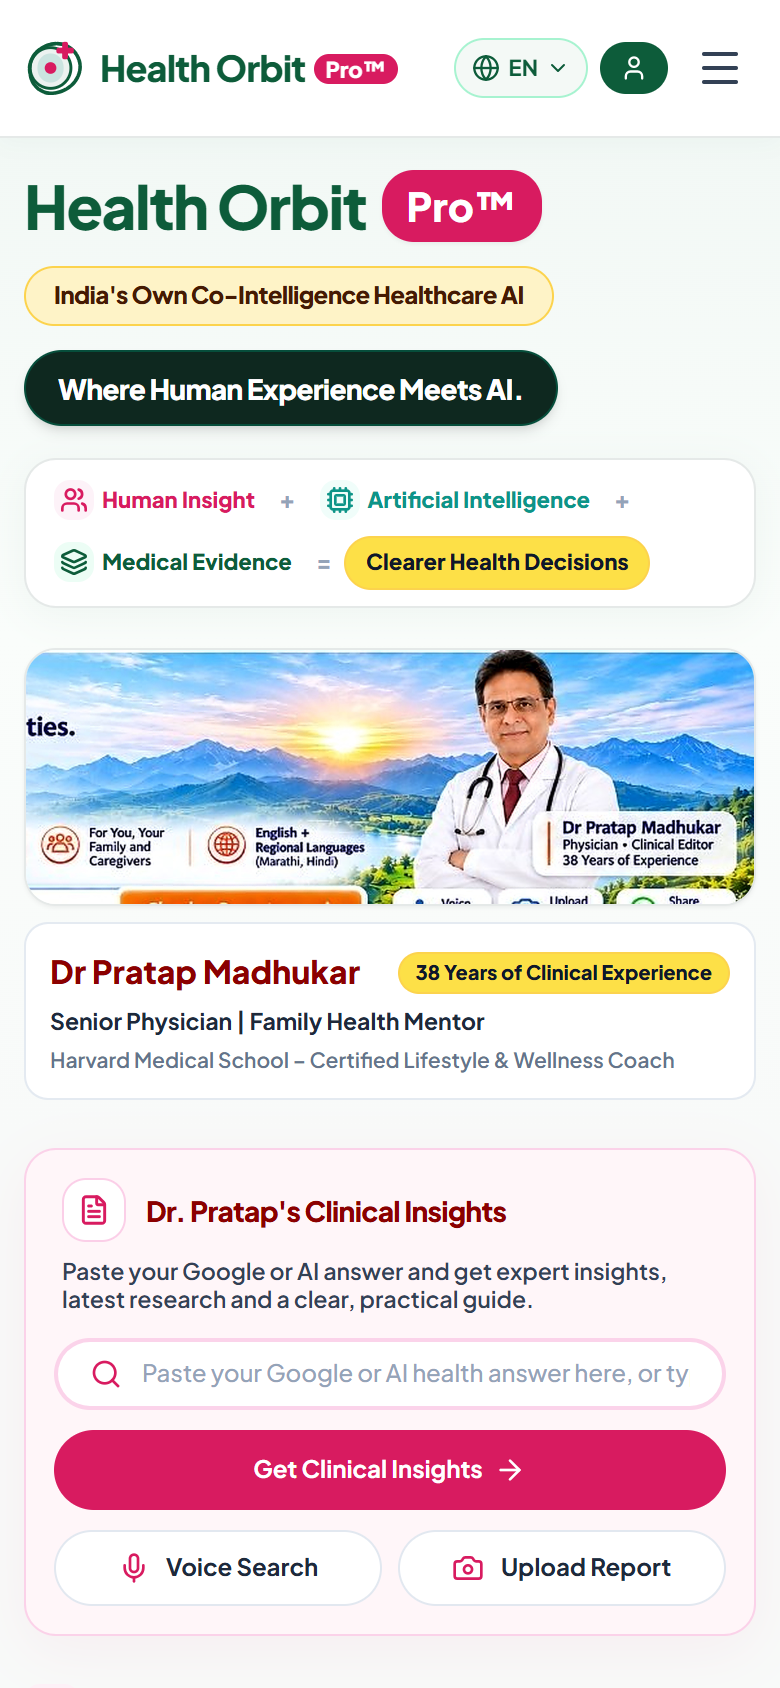 Health Orbit Pro™
EN
Health Orbit Pro™
India's Own Co-Intelligence Healthcare AI
Where Human Experience Meets AI.
Human Insight + Artificial Intelligence +
Medical Evidence = Clearer Health Decisions
ties.
For You, Your
Family and
Caregivers
English +
Regional Languages
(Marathi, Hindi)
Dr Pratap Madhukar
Physician • Clinical Editor
38 Years of Experience
Voice
Upload
Share
Dr Pratap Madhukar
38 Years of Clinical Experience
Senior Physician | Family Health Mentor
Harvard Medical School – Certified Lifestyle & Wellness Coach
Dr. Pratap's Clinical Insights
Paste your Google or AI answer and get expert insights,
latest research and a clear, practical guide.
Paste your Google or AI health answer here, or ty
Get Clinical Insights →
Voice Search
Upload Report